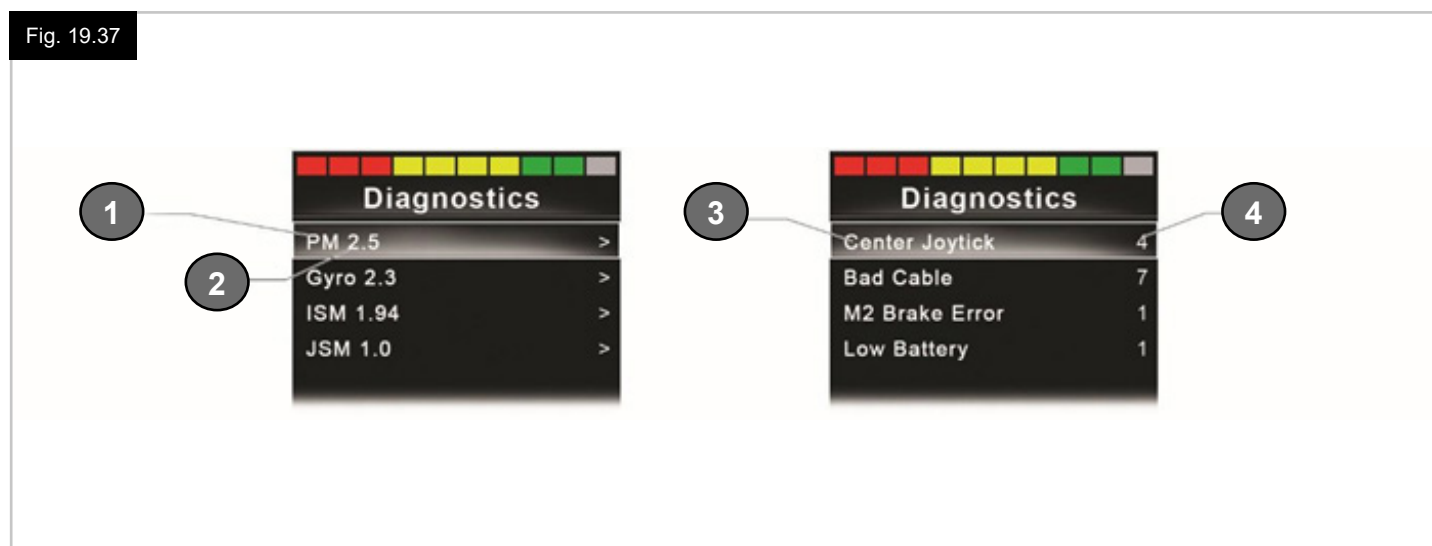 Fig. 19.37
Diagnostics
1
PM 2.5 >
2
Gyro 2.3 >
ISM 1.94 >
JSM 1.0 >
Diagnostics
3
4
Center Joytick 4
Bad Cable 7
M2 Brake Error 1
Low Battery 1